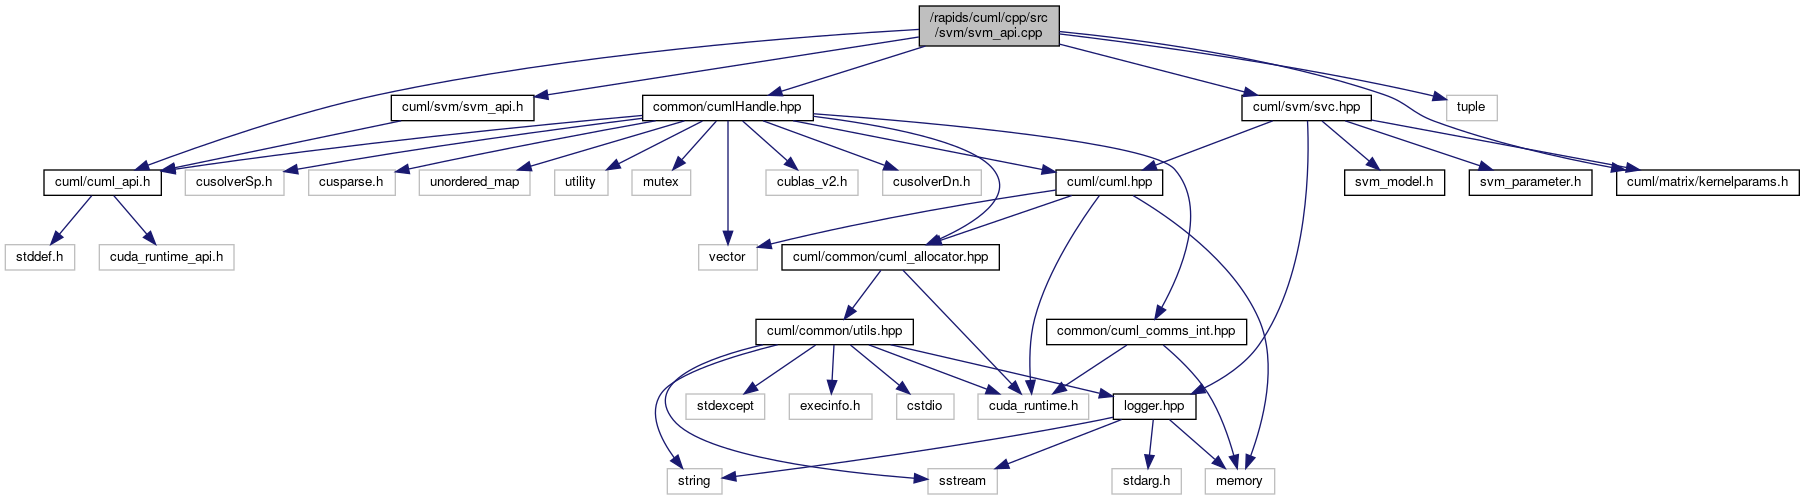 /rapids/cuml/cpp/src
/svm/svm_api.cpp
cuml/svm/svm_api.h
common/cumlHandle.hpp
cuml/svm/svc.hpp
tuple
cuml/cuml_api.h
cusolverSp.h
cusparse.h
unordered_map
utility
mutex
cublas_v2.h
cusolverDn.h
cuml/cuml.hpp
svm_model.h
svm_parameter.h
cuml/matrix/kernelparams.h
stddef.h
cuda_runtime_api.h
vector
cuml/common/cuml_allocator.hpp
cuml/common/utils.hpp
common/cuml_comms_int.hpp
stdexcept
execinfo.h
cstdio
cuda_runtime.h
logger.hpp
string
sstream
stdarg.h
memory